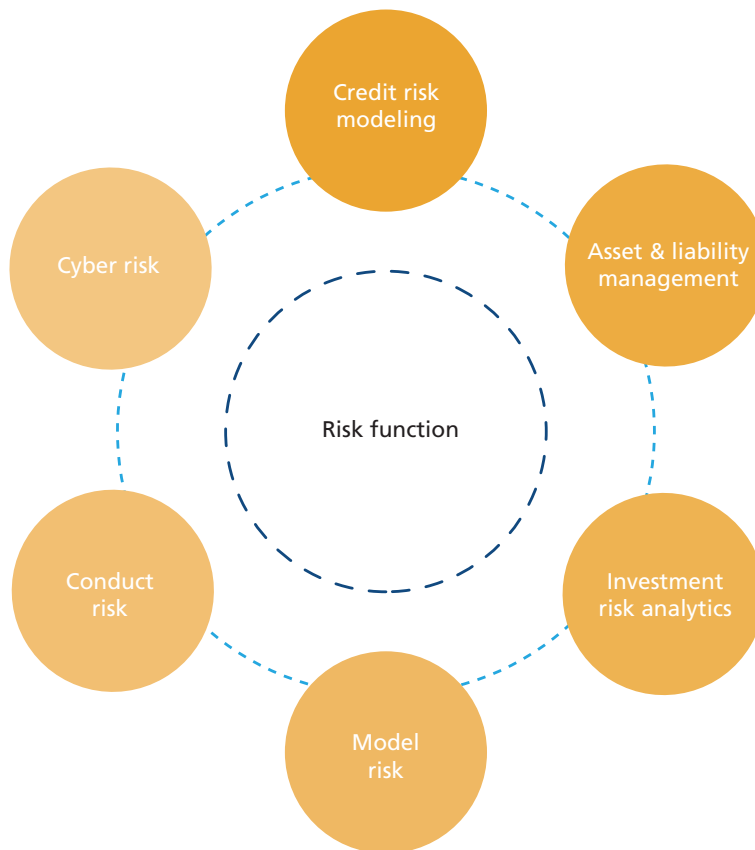 Credit risk
modeling
Asset & liability
management
Cyber risk
Risk function
Conduct
risk
Investment
risk analytics
Model
risk